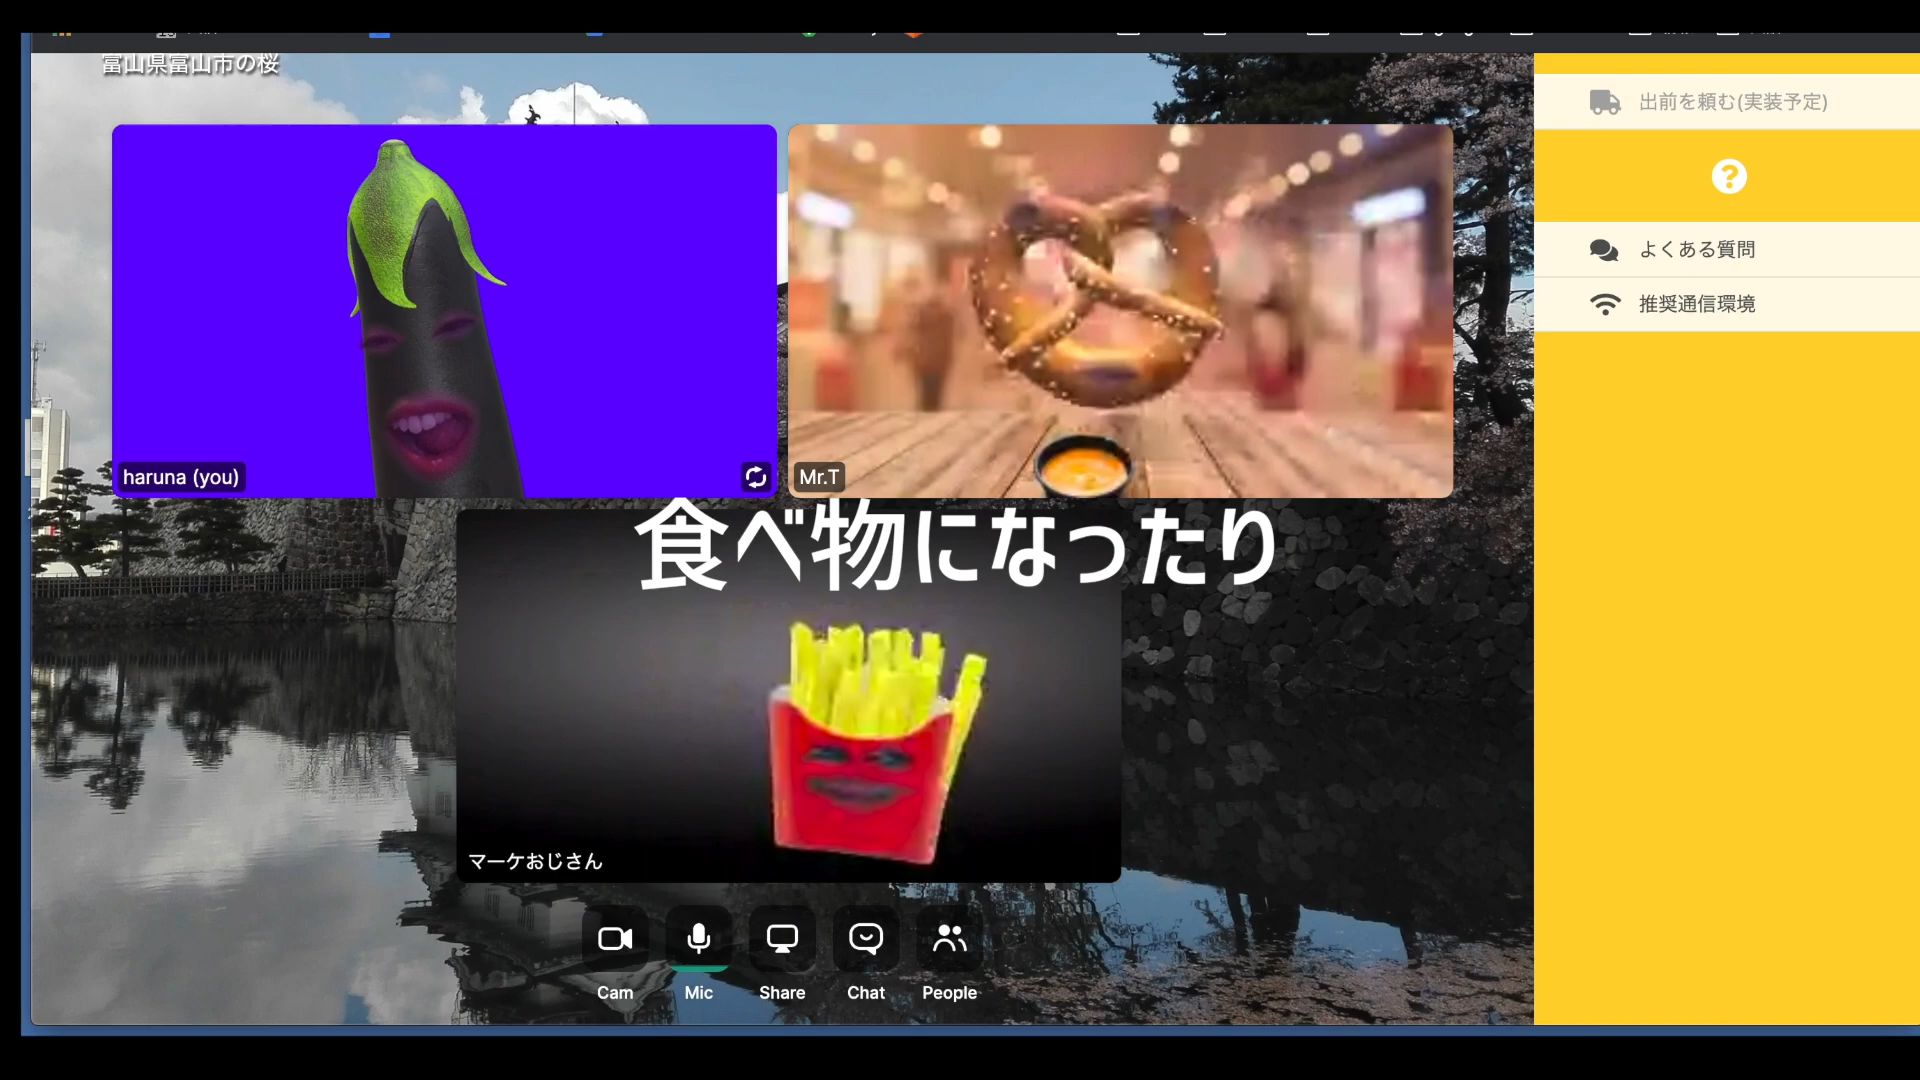 富山県富山市の桜
出前を頼む(実装予定)
よくある質問
推奨通信環境
haruna (you)
Mr.T
食べ物になったり
マーケおじさん
Cam
Mic
Share
Chat
People